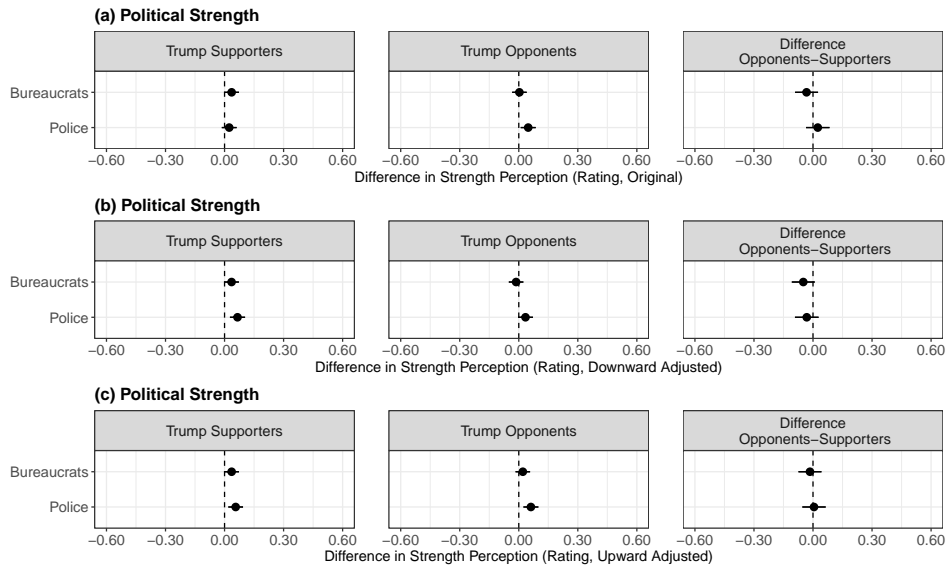 (a) Political Strength
Trump Supporters
Trump Opponents
Difference
Opponents−Supporters
Bureaucrats
Police
−0.60 −0.30 0.00 0.30 0.60 −0.60 −0.30 0.00 0.30 0.60 −0.60 −0.30 0.00 0.30 0.60
Difference in Strength Perception (Rating, Original)
(b) Political Strength
Trump Supporters
Trump Opponents
Difference
Opponents−Supporters
Bureaucrats
Police
−0.60 −0.30 0.00 0.30 0.60 −0.60 −0.30 0.00 0.30 0.60 −0.60 −0.30 0.00 0.30 0.60
Difference in Strength Perception (Rating, Downward Adjusted)
(c) Political Strength
Trump Supporters
Trump Opponents
Difference
Opponents−Supporters
Bureaucrats
Police
−0.60 −0.30 0.00 0.30 0.60 −0.60 −0.30 0.00 0.30 0.60 −0.60 −0.30 0.00 0.30 0.60
Difference in Strength Perception (Rating, Upward Adjusted)